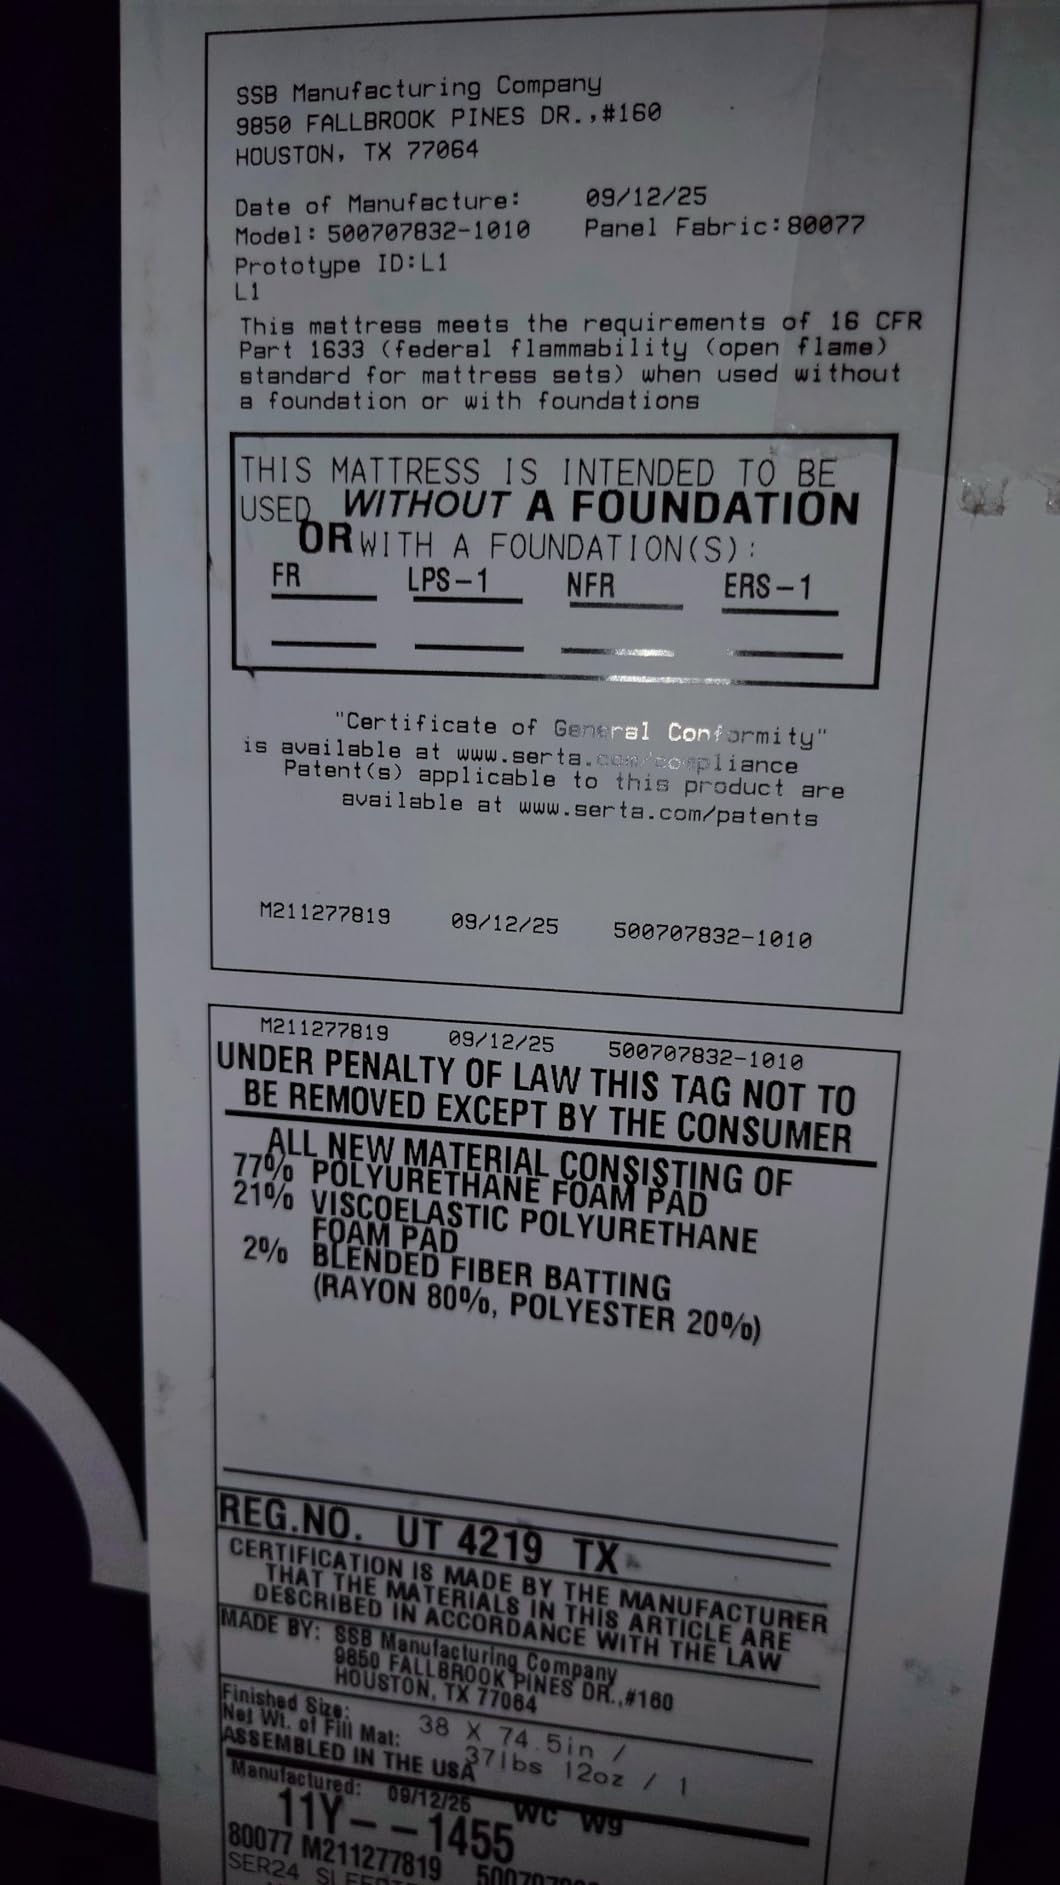 SSB Manufacturing Company
9850 FALLBROOK PINES DR.,#160
HOUSTON, TX 77064
Date of Manufacture: 09/12/25
Model: 500707832-1010 Panel Fabric:80077
Prototype ID:L1
L1
This mattress meets the requirements of 16 CFR
Part 1633 (federal flammability (open flame)
standard for mattress sets) when used without
a foundation or with foundations
THIS MATTRESS IS INTENDED TO BE
USED WITHOUT A FOUNDATION
OR WITH A FOUNDATION(S):
FR LPS-1 NFR ERS-1
"Certificate of General Conformity"
is available at www.serta.com/compliance
Patent(s) applicable to this product are
available at www.serta.com/patents
M211277819 09/12/25 500707832-1010
M211277819 09/12/25 500707832-1010
UNDER PENALTY OF LAW THIS TAG NOT TO
BE REMOVED EXCEPT BY THE CONSUMER
ALL NEW MATERIAL CONSISTING OF
77% POLYURETHANE FOAM PAD
21% VISCOELASTIC POLYURETHANE
FOAM PAD
2% BLENDED FIBER BATTING
(RAYON 80%, POLYESTER 20%)
REG.NO. UT 4219 TX
CERTIFICATION IS MADE BY THE MANUFACTURER
THAT THE MATERIALS IN THIS ARTICLE ARE
DESCRIBED IN ACCORDANCE WITH THE LAW
MADE BY: SSB Manufacturing Company
9850 FALLBROOK PINES DR.,#160
HOUSTON, TX 77064
Finished Size: 38 X 74.5in /
Net Wt. of Fill Mat: 37lbs 12oz / 1
ASSEMBLED IN THE USA
Manufactured: 09/12/25 WC W9
11Y--1455
80077 M211277819
SER24